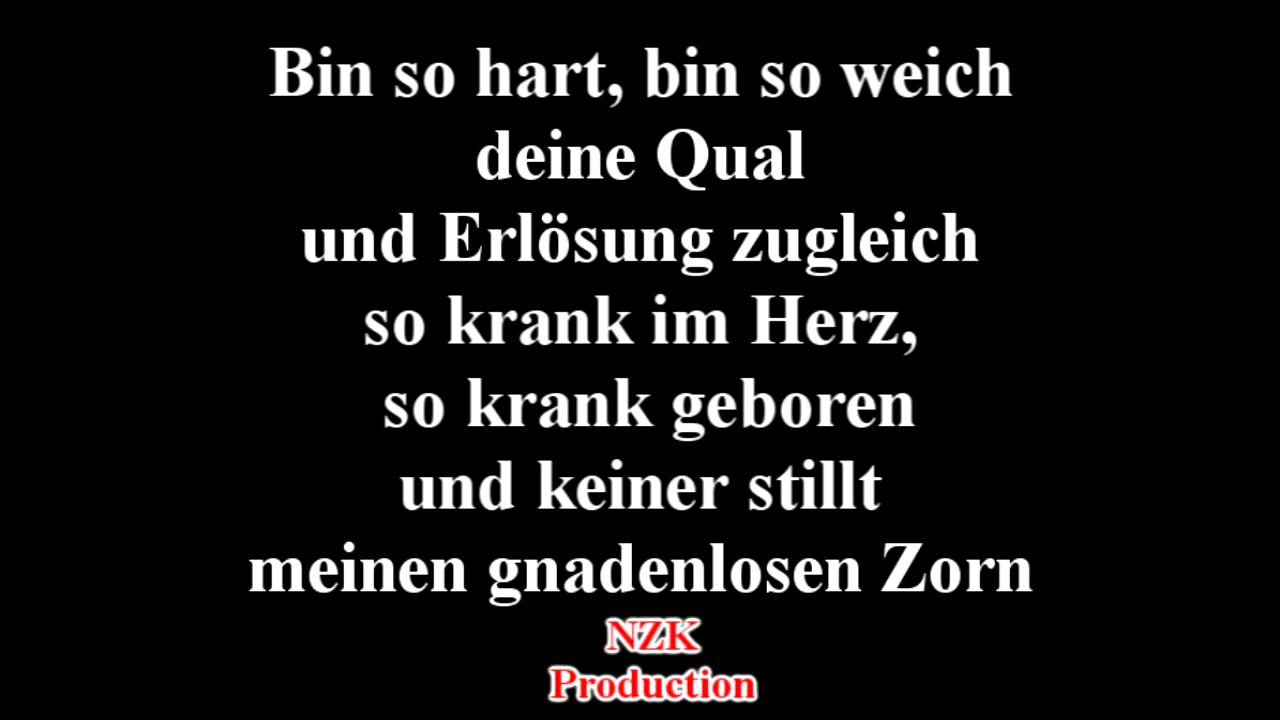 Bin so hart, bin so weich
deine Qual
und Erlösung zugleich
so krank im Herz,
so krank geboren
und keiner stillt
meinen gnadenlosen Zorn
NZK
Production